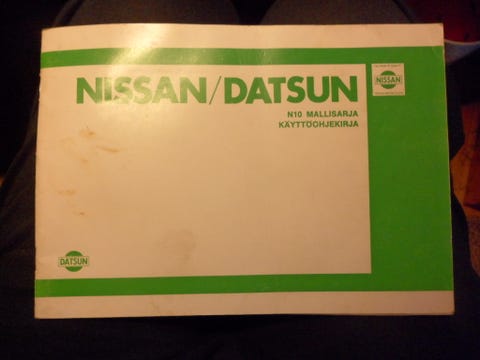 NISSAN/DATSUN
NISSAN
N10 MALLISARJA
KÄYTTÖOHJEKIRJA
DATSUN